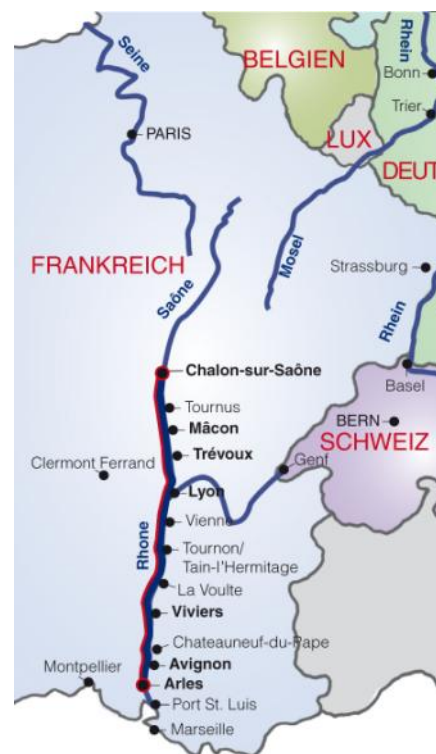 Seine
Rhein
BELGIEN
Bonn
Trier
PARIS
LUX
DEUT
Mosel
Strassburg
FRANKREICH
Saône
Rhein
Chalon-sur-Saône
Basel
Tournus
BERN
Mâcon
SCHWEIZ
Trévoux
Genf
Clermont Ferrand
Lyon
Vienne
Rhone
Tournon/
Tain-l'Hermitage
La Voulte
Viviers
Chateauneuf-du-Pape
Montpellier
Avignon
Arles
Port St. Luis
Marseille